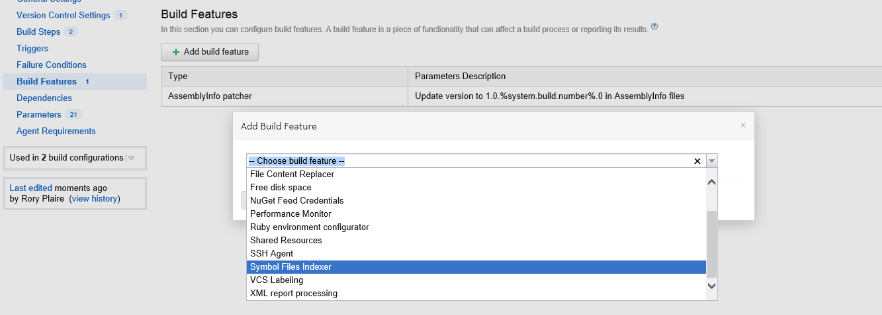 General Settings
Version Control Settings 1
Build Steps 2
Triggers
Failure Conditions
Build Features 1
Dependencies
Parameters 21
Agent Requirements
Used in 2 build configurations
Last edited moments ago
by Rory Plaire (view history)
Build Features
In this section you can configure build features. A build feature is a piece of functionality that can affect a build process or reporting its results. ?
+ Add build feature
Type Parameters Description
AssemblyInfo patcher Update version to 1.0.%system.build.number%.0 in AssemblyInfo files
Add Build Feature ×
-- Choose build feature -- X
File Content Replacer
Free disk space
NuGet Feed Credentials
Performance Monitor
Ruby environment configurator
Shared Resources
SSH Agent
Symbol Files Indexer
VCS Labeling
XML report processing